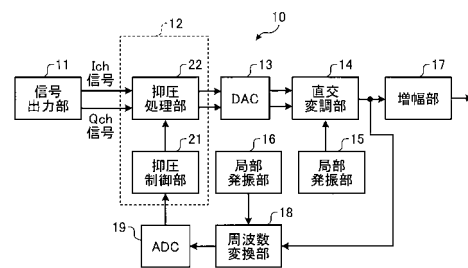 10
12
11
Ich
信号
22
13
14
17
信号
出力部
抑圧
処理部
DAC
直交
変調部
増幅部
Qch
信号
21
16
15
抑圧
制御部
局部
発振部
局部
発振部
18
19
ADC
周波数
変換部